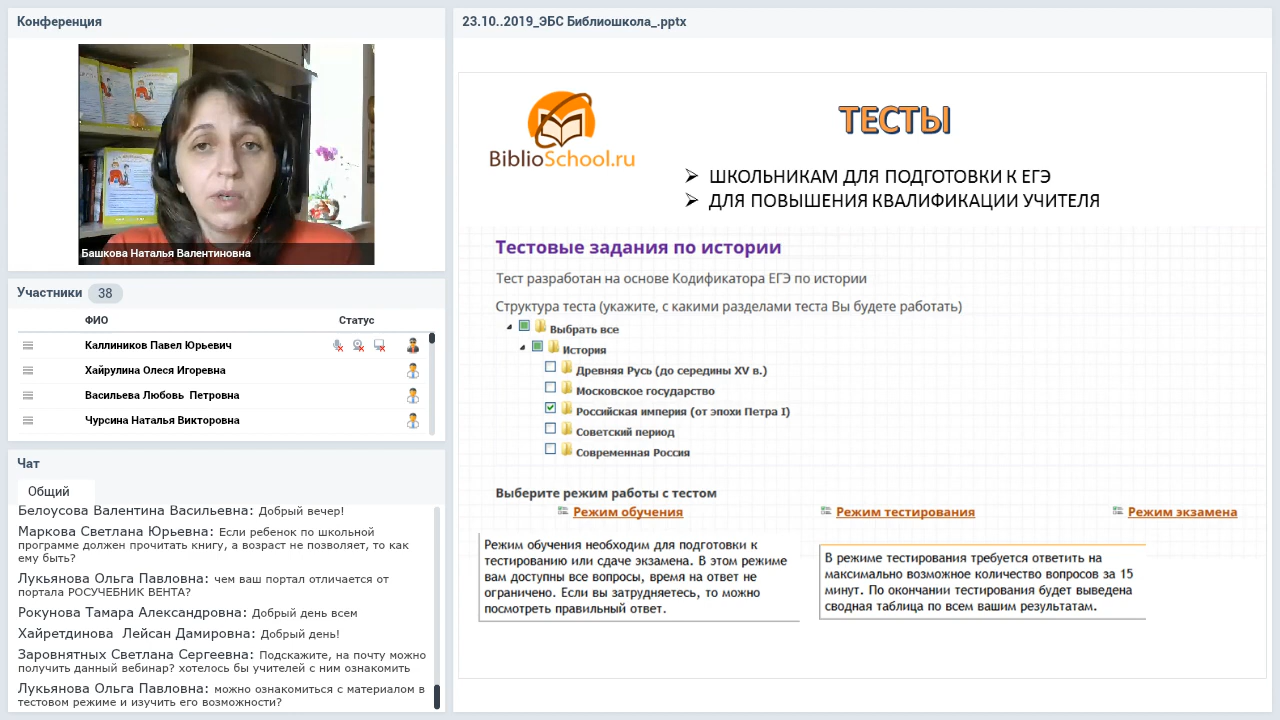 Конференция
Башкова Наталья Валентиновна
Участники 38
ФИО Статус
Каллиников Павел Юрьевич
Хайрулина Олеся Игоревна
Васильева Любовь Петровна
Чурсина Наталья Викторовна
Чат
Общий
Белоусова Валентина Васильевна: Добрый вечер!
Маркова Светлана Юрьевна: Если ребенок по школьной
программе должен прочитать книгу, а возраст не позволяет, то как
ему быть?
Лукьянова Ольга Павловна: чем ваш портал отличается от
портала РОСУЧЕБНИК ВЕНТА?
Рокунова Тамара Александровна: Добрый день всем
Хайретдинова Лейсан Дамировна: Добрый день!
Заровнятных Светлана Сергеевна: Подскажите, на почту можно
получить данный вебинар? хотелось бы учителей с ним ознакомить
Лукьянова Ольга Павловна: можно ознакомиться с материалом в
тестовом режиме и изучить его возможности?
23.10..2019_ЭБС Библиошкола_.pptx
BiblioSchool.ru
ТЕСТЫ
ШКОЛЬНИКАМ ДЛЯ ПОДГОТОВКИ К ЕГЭ
ДЛЯ ПОВЫШЕНИЯ КВАЛИФИКАЦИИ УЧИТЕЛЯ
Тестовые задания по истории
Тест разработан на основе Кодификатора ЕГЭ по истории
Структура теста (укажите, с какими разделами теста Вы будете работать)
Выбрать все
История
Древняя Русь (до середины XV в.)
Московское государство
Российская империя (от эпохи Петра I)
Советский период
Современная Россия
Выберите режим работы с тестом
Режим обучения Режим тестирования Режим экзамена
Режим обучения необходим для подготовки к
тестированию или сдаче экзамена. В этом режиме
вам доступны все вопросы, время на ответ не
ограничено. Если вы затрудняетесь, то можно
посмотреть правильный ответ.
В режиме тестирования требуется ответить на
максимально возможное количество вопросов за 15
минут. По окончании тестирования будет выведена
сводная таблица по всем вашим результатам.